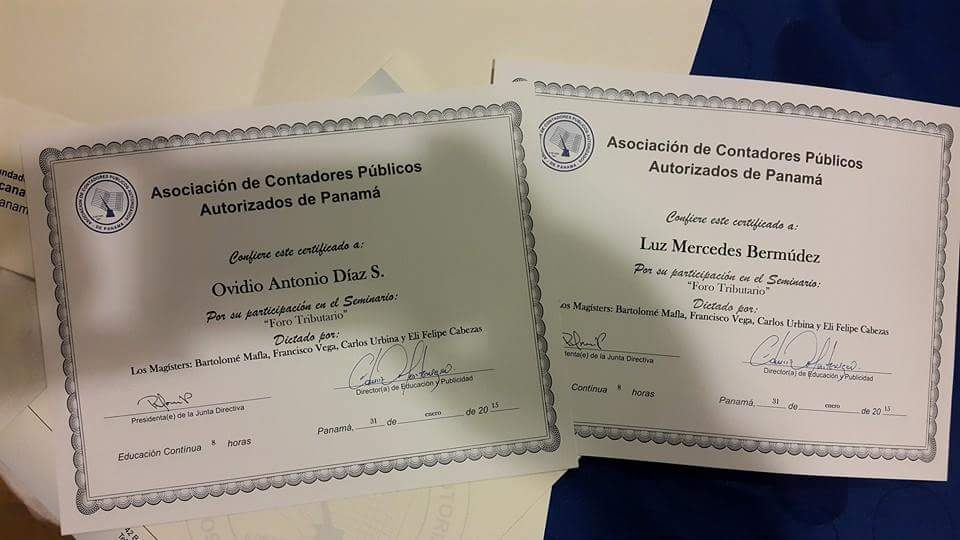 Asociación de Contadores Públicos
Autorizados de Panamá
Confiere este certificado a:
Ovidio Antonio Díaz S.
Por su participación en el Seminario:
"Foro Tributario"
Dictado por:
Los Magísters: Bartolomé Mafla, Francisco Vega, Carlos Urbina y Eli Felipe Cabezas
Presidenta(e) de la Junta Directiva
Director(a) de Educación y Publicidad
Educación Contínua 8 horas
Panamá, 31 de enero de 2015
Asociación de Contadores Públicos
Autorizados de Panamá
Confiere este certificado a:
Luz Mercedes Bermúdez
Por su participación en el Seminario:
"Foro Tributario"
Dictado por:
Los Magísters: Bartolomé Mafla, Francisco Vega, Carlos Urbina y Eli Felipe Cabezas
tenta(e) de la Junta Directiva
Director(a) de Educación y Publicidad
Contínua 8 horas
Panamá, 31 de enero de 2015